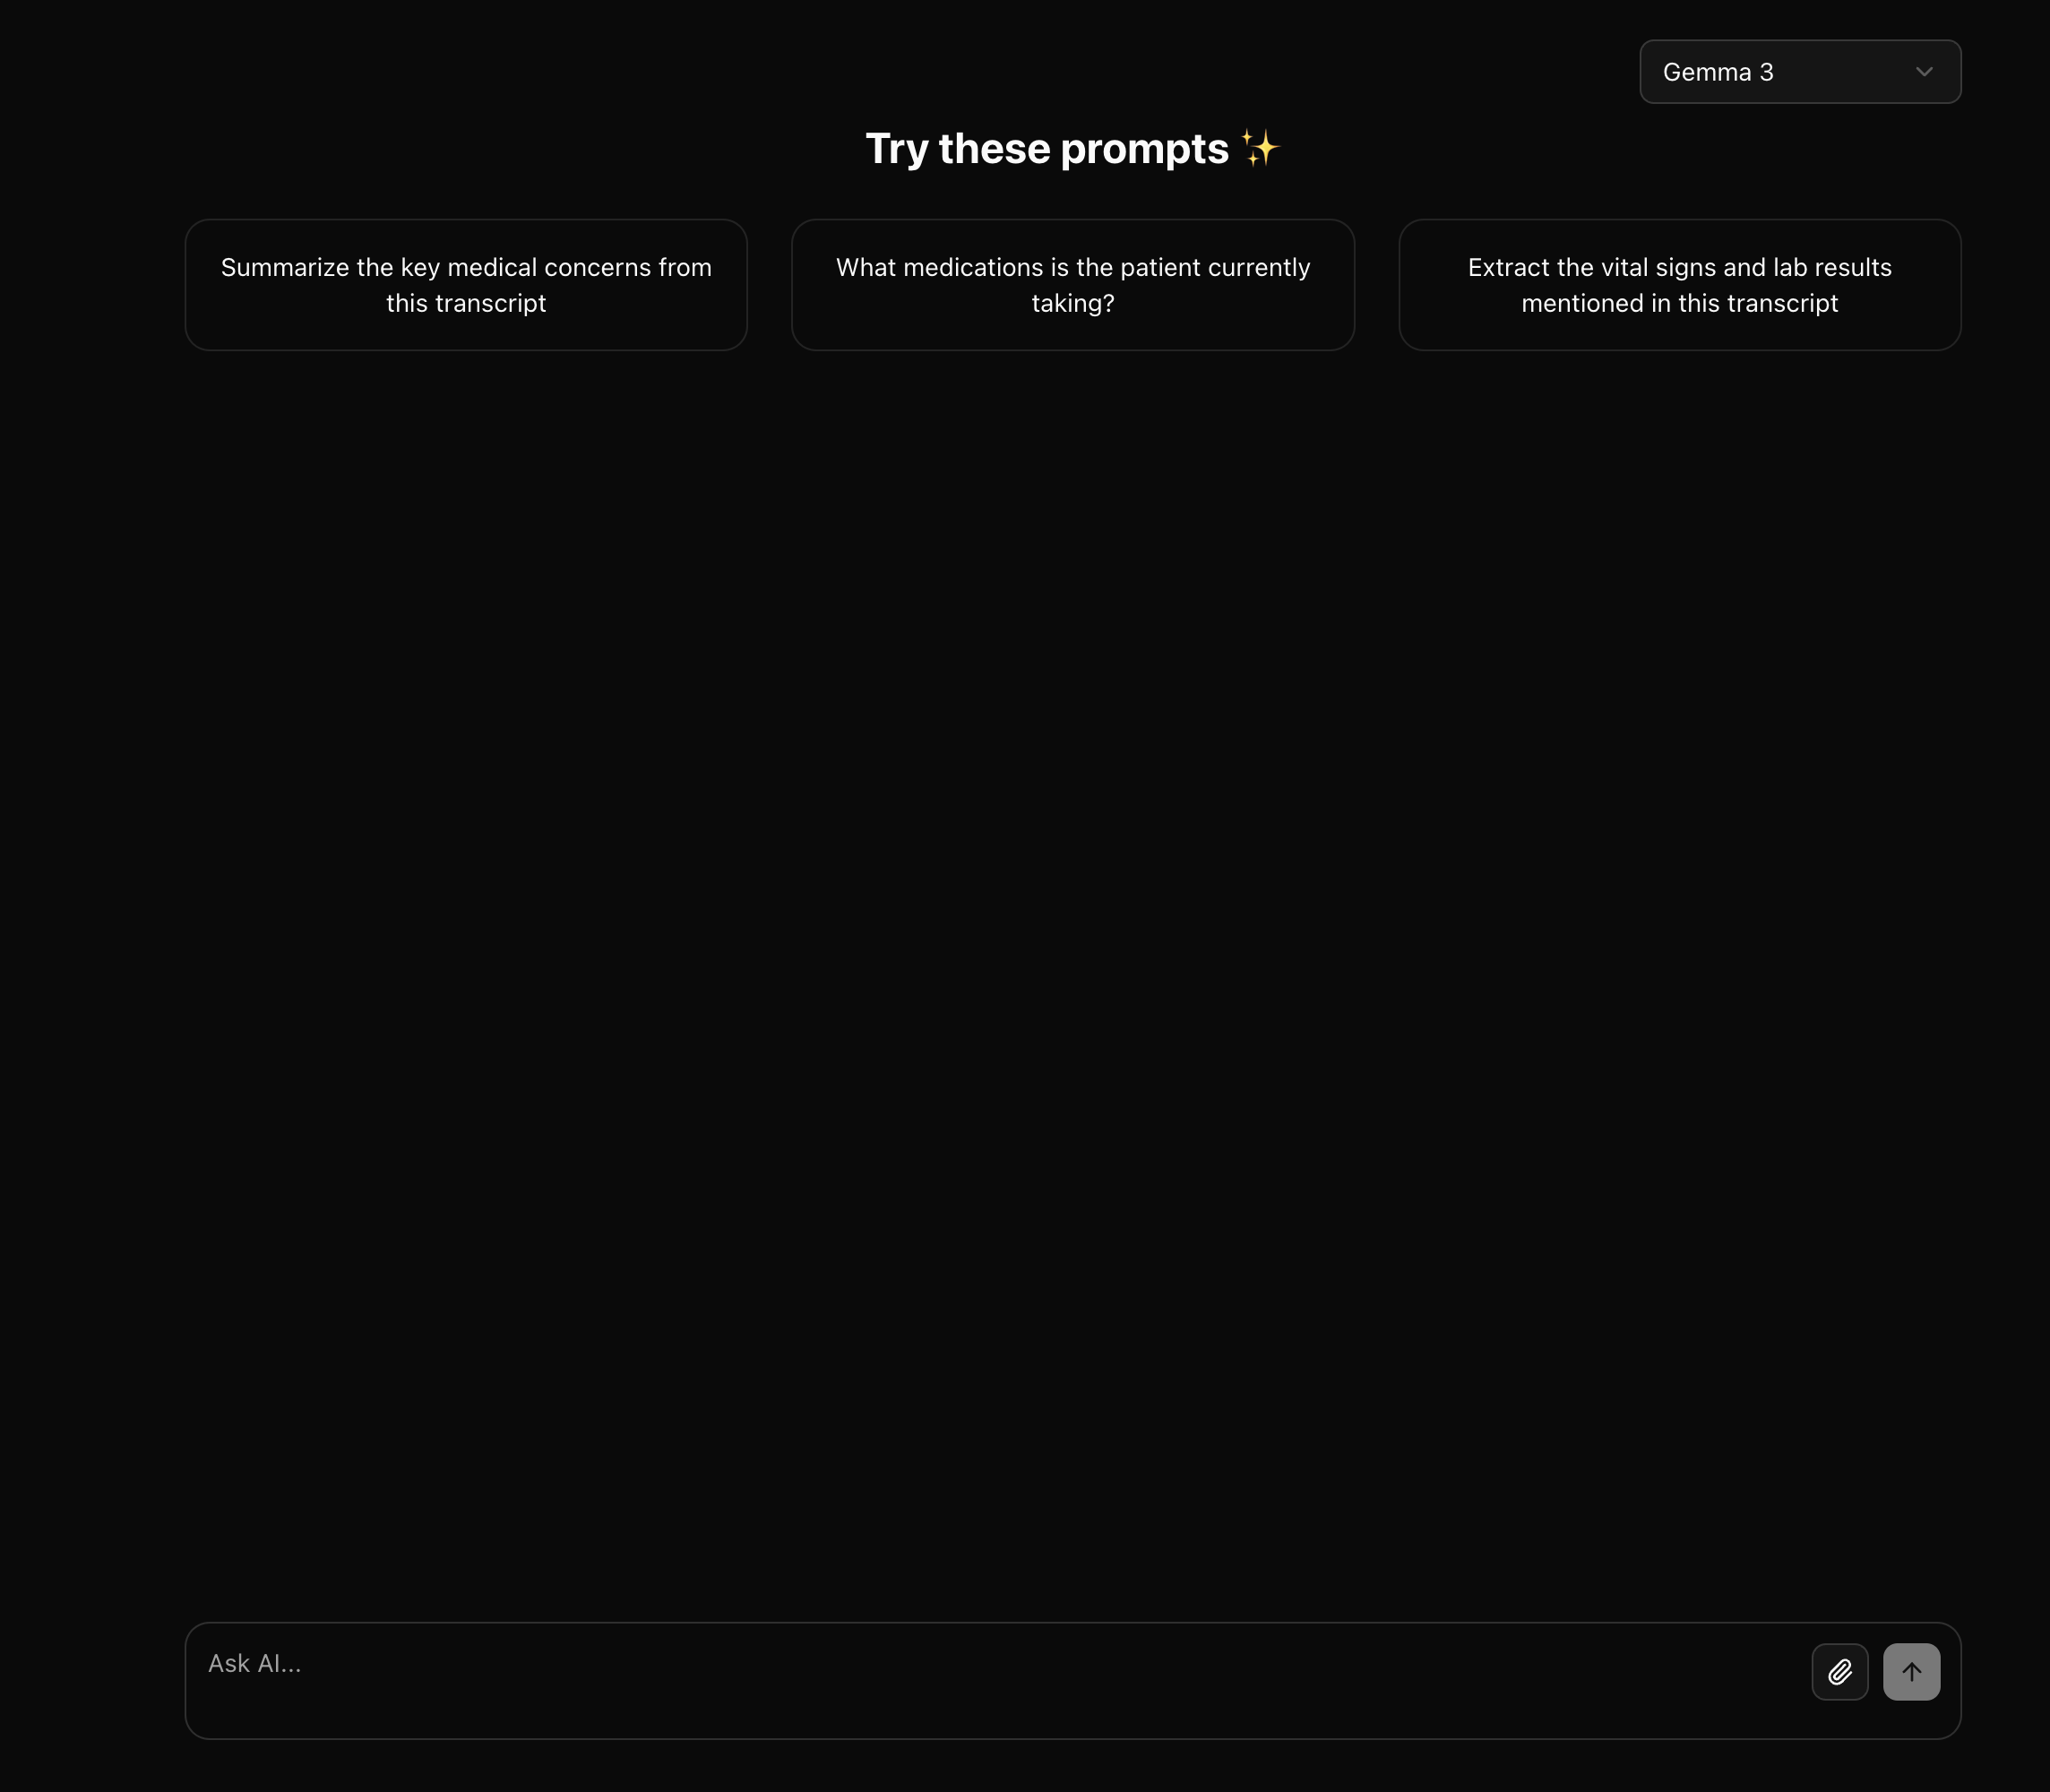 Gemma 3
Try these prompts ✨
Summarize the key medical concerns from
this transcript
What medications is the patient currently
taking?
Extract the vital signs and lab results
mentioned in this transcript
Ask AI...